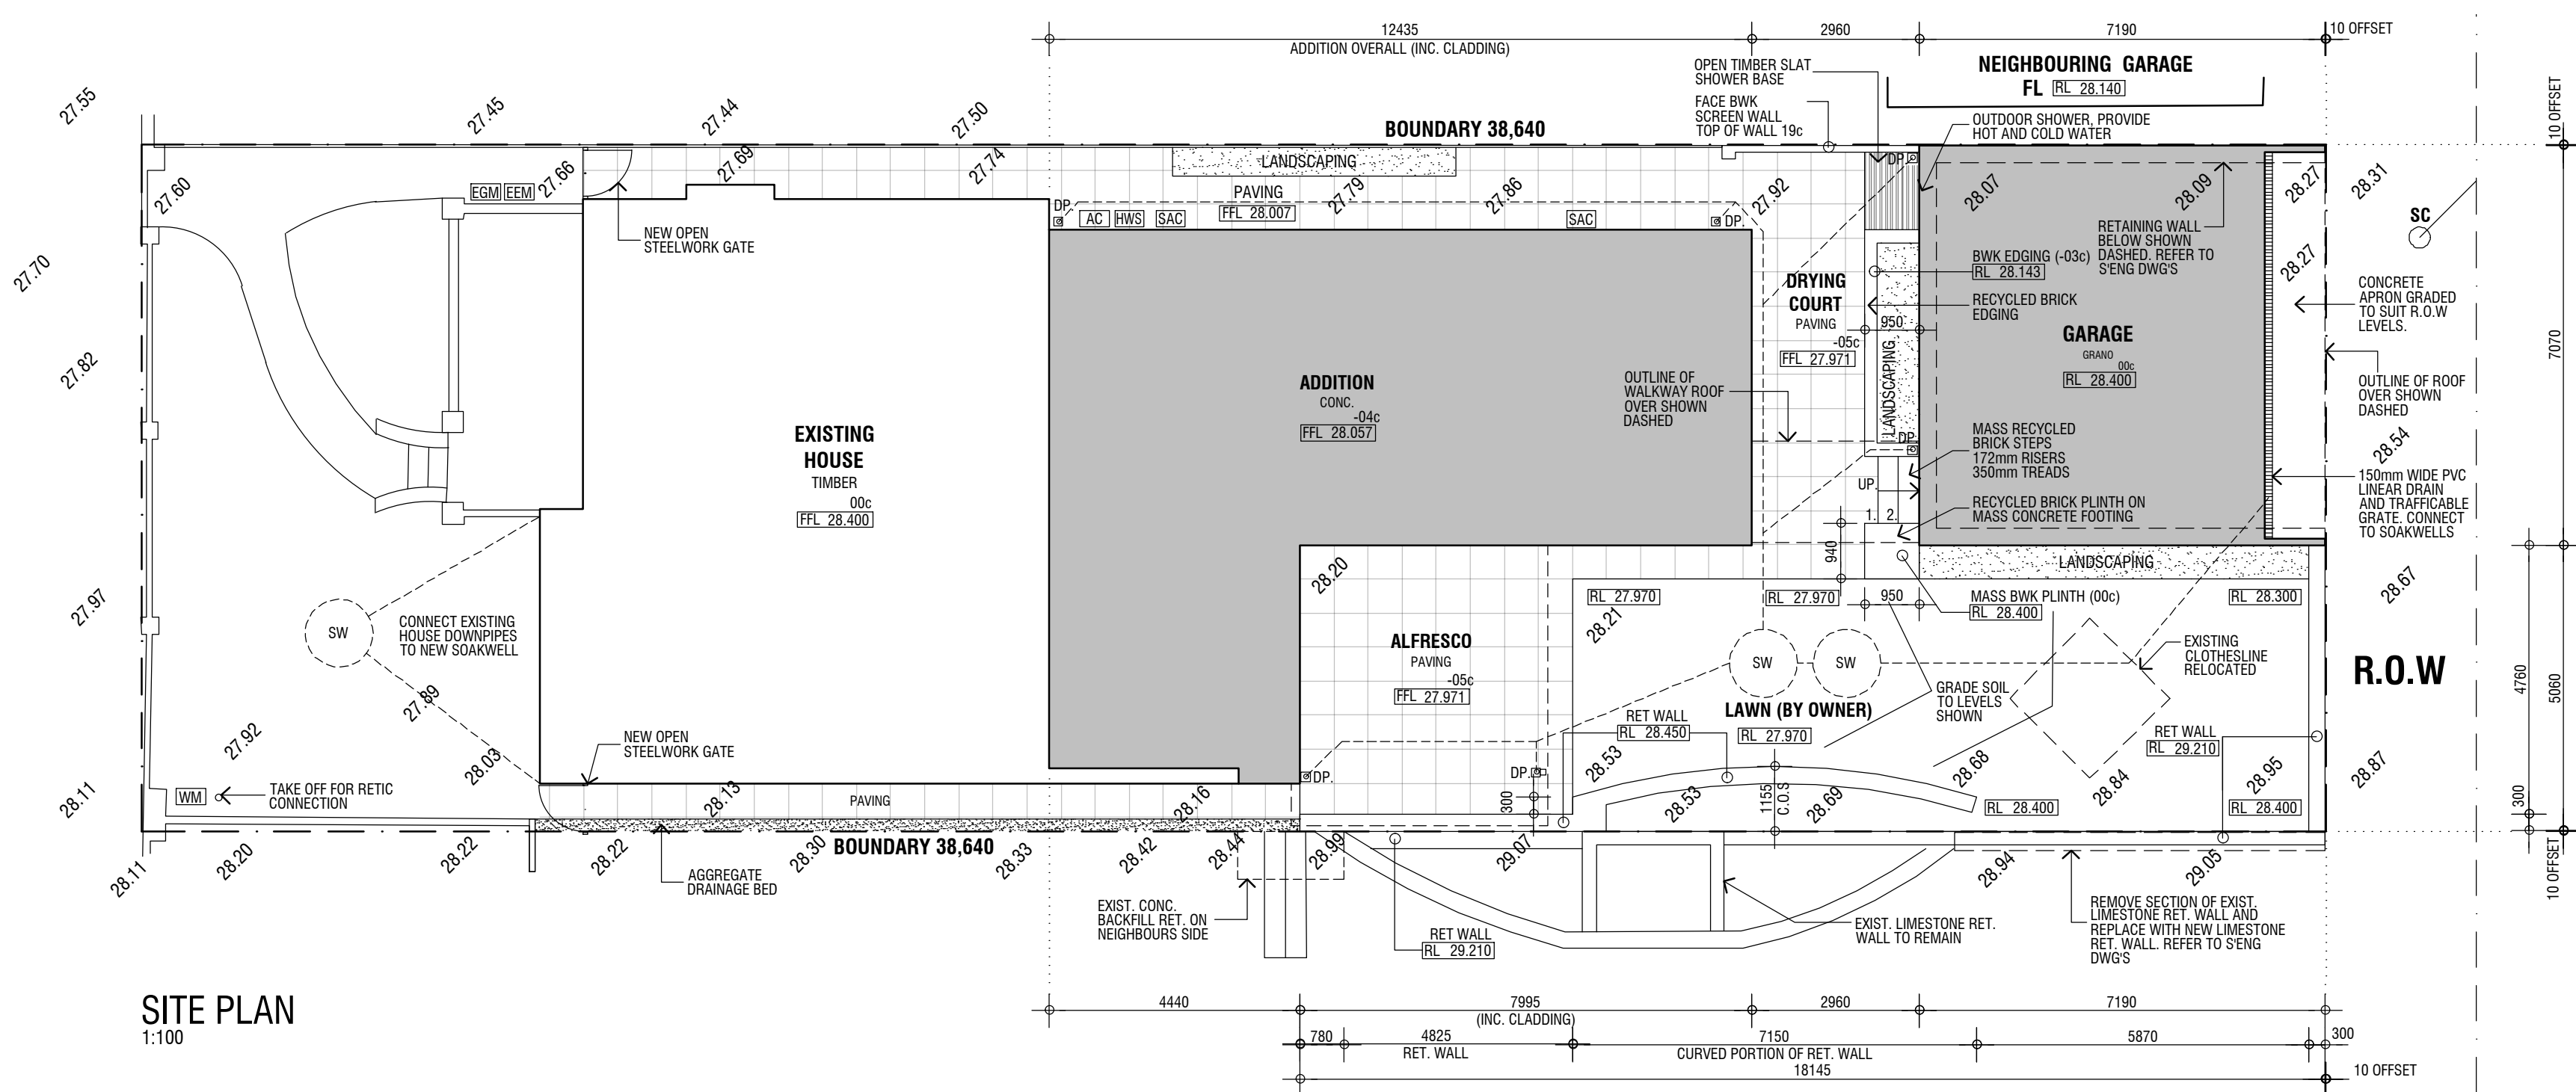 12435
ADDITION OVERALL (INC. CLADDING)
2960
7190
10 OFFSET
OPEN TIMBER SLAT
SHOWER BASE
NEIGHBOURING GARAGE
FL RL 28.140
FACE BWK
SCREEN WALL
TOP OF WALL 19c
OUTDOOR SHOWER, PROVIDE
HOT AND COLD WATER
10 OFFSET
27.55
27.45
27.44
27.50
BOUNDARY 38,640
27.60
EGM EEM
27.66
27.69
27.74
LANDSCAPING
PAVING
FFL 28.007
27.79
27.86
27.92
DP.
28.07
28.09
28.27
28.31
DP.
AC HWS SAC
SAC
DP.
NEW OPEN
STEELWORK GATE
SC
RETAINING WALL
BELOW SHOWN
DASHED. REFER TO
S'ENG DWG'S
27.70
BWK EDGING (-03c)
RL 28.143
28.27
DRYING
COURT
PAVING
-05c
FFL 27.971
RECYCLED BRICK
EDGING
950
LANDSCAPING
GARAGE
GRANO
00c
RL 28.400
CONCRETE
APRON GRADED
TO SUIT R.O.W
LEVELS.
7070
27.82
ADDITION
CONC.
-04c
FFL 28.057
OUTLINE OF
WALKWAY ROOF
OVER SHOWN
DASHED
OUTLINE OF ROOF
OVER SHOWN
DASHED
EXISTING
HOUSE
TIMBER
00c
FFL 28.400
DP.
MASS RECYCLED
BRICK STEPS
172mm RISERS
350mm TREADS
28.54
UP.
1. 2.
RECYCLED BRICK PLINTH ON
MASS CONCRETE FOOTING
150mm WIDE PVC
LINEAR DRAIN
AND TRAFFICABLE
GRATE. CONNECT
TO SOAKWELLS
940
LANDSCAPING
28.20
27.97
RL 27.970
RL 27.970
950
MASS BWK PLINTH (00c)
RL 28.400
RL 28.300
28.67
SW
CONNECT EXISTING
HOUSE DOWNPIPES
TO NEW SOAKWELL
28.21
ALFRESCO
PAVING
-05c
FFL 27.971
SW
SW
EXISTING
CLOTHESLINE
RELOCATED
R.O.W
4760
5060
27.89
GRADE SOIL
TO LEVELS
SHOWN
LAWN (BY OWNER)
RL 27.970
RET WALL
RL 28.450
RET WALL
RL 29.210
27.92
NEW OPEN
STEELWORK GATE
28.03
DP.
DP.
28.53
28.68
28.84
28.95
28.87
28.11
WM
TAKE OFF FOR RETIC
CONNECTION
28.13
PAVING
28.16
300
28.53
1155
C.O.S
28.69
RL 28.400
RL 28.400
300
28.11
28.20
28.22
28.22
28.30
BOUNDARY 38,640
28.33
28.42
28.44
28.99
29.07
28.94
29.05
10 OFFSET
AGGREGATE
DRAINAGE BED
EXIST. CONC.
BACKFILL RET. ON
NEIGHBOURS SIDE
RET WALL
RL 29.210
EXIST. LIMESTONE RET.
WALL TO REMAIN
REMOVE SECTION OF EXIST.
LIMESTONE RET. WALL AND
REPLACE WITH NEW LIMESTONE
RET. WALL. REFER TO S'ENG
DWG'S
SITE PLAN
1:100
4440
7995
(INC. CLADDING)
2960
7190
780
4825
RET. WALL
7150
CURVED PORTION OF RET. WALL
5870
300
18145
10 OFFSET